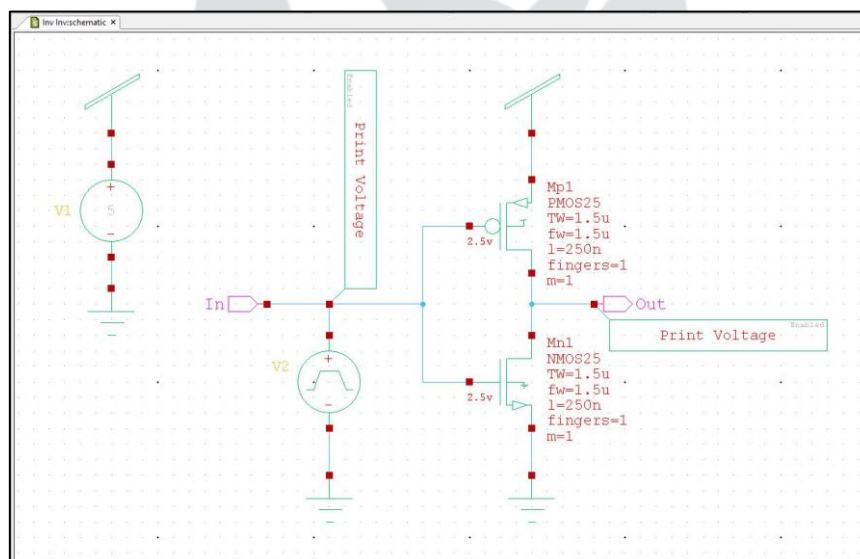 Inv Inv:schematic ×
Enabled
Print Voltage
V1
+
5
-
Mp1
PMOS25
TW=1.5u
fw=1.5u
l=250n
fingers=1
m=1
2.5v
In
Out
Enabled
Print Voltage
V2
+
-
Mn1
NMOS25
TW=1.5u
fw=1.5u
l=250n
fingers=1
m=1
2.5v